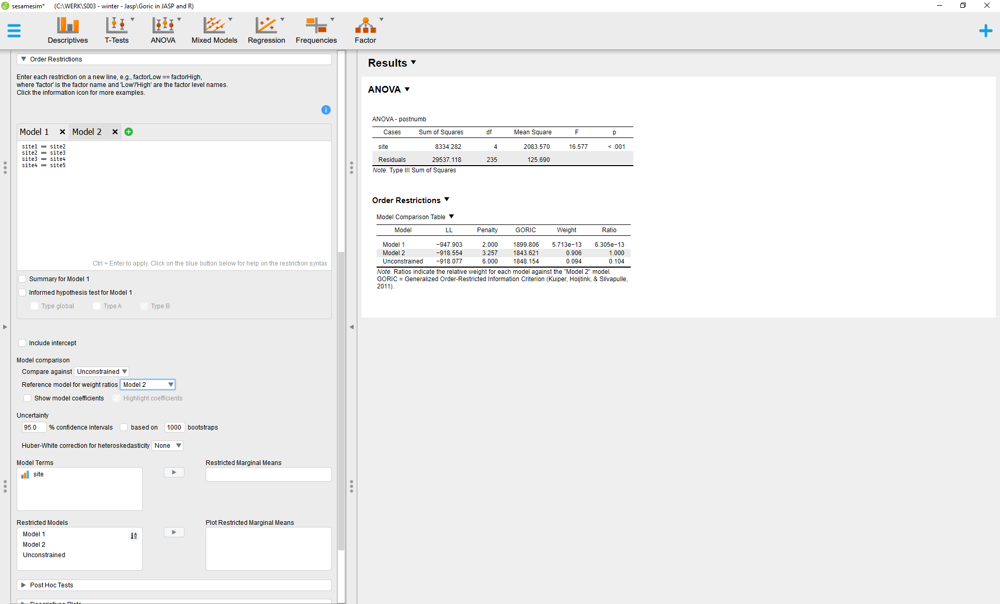 sesamesim* (C:\WERK\S003 - winter - Jasp\Goric in JASP and R)
Descriptives T-Tests ANOVA Mixed Models Regression Frequencies Factor
Order Restrictions
Enter each restriction on a new line, e.g., factorLow == factorHigh,
where 'factor' is the factor name and 'Low'/'High' are the factor level names.
Click the information icon for more examples.
Model 1 Model 2
site1 == site2
site2 == site3
site3 == site4
site4 == site5
Ctrl + Enter to apply. Click on the blue button below for help on the restriction syntax
Summary for Model 1
Informed hypothesis test for Model 1
Type global Type A Type B
Include intercept
Model comparison
Compare against Unconstrained
Reference model for weight ratios Model 2
Show model coefficients Highlight coefficients
Uncertainty
95.0 % confidence intervals based on 1000 bootstraps
Huber-White correction for heteroskedasticity None
Model Terms Restricted Marginal Means
site
Restricted Models Plot Restricted Marginal Means
Model 1
Model 2
Unconstrained
Post Hoc Tests
Descriptives Plots
Results
ANOVA
ANOVA - postnumb
Cases Sum of Squares df Mean Square F p
site 8334.282 4 2083.570 16.577 < .001
Residuals 29537.118 235 125.690
Note. Type III Sum of Squares
Order Restrictions
Model Comparison Table
Model LL Penalty GORIC Weight Ratio
Model 1 −947.903 2.000 1899.806 5.713e−13 6.305e−13
Model 2 −918.554 3.257 1843.621 0.906 1.000
Unconstrained −918.077 6.000 1848.154 0.094 0.104
Note. Ratios indicate the relative weight for each model against the "Model 2" model.
GORIC = Generalized Order-Restricted Information Criterion (Kuiper, Hoijtink, & Silvapulle,
2011).